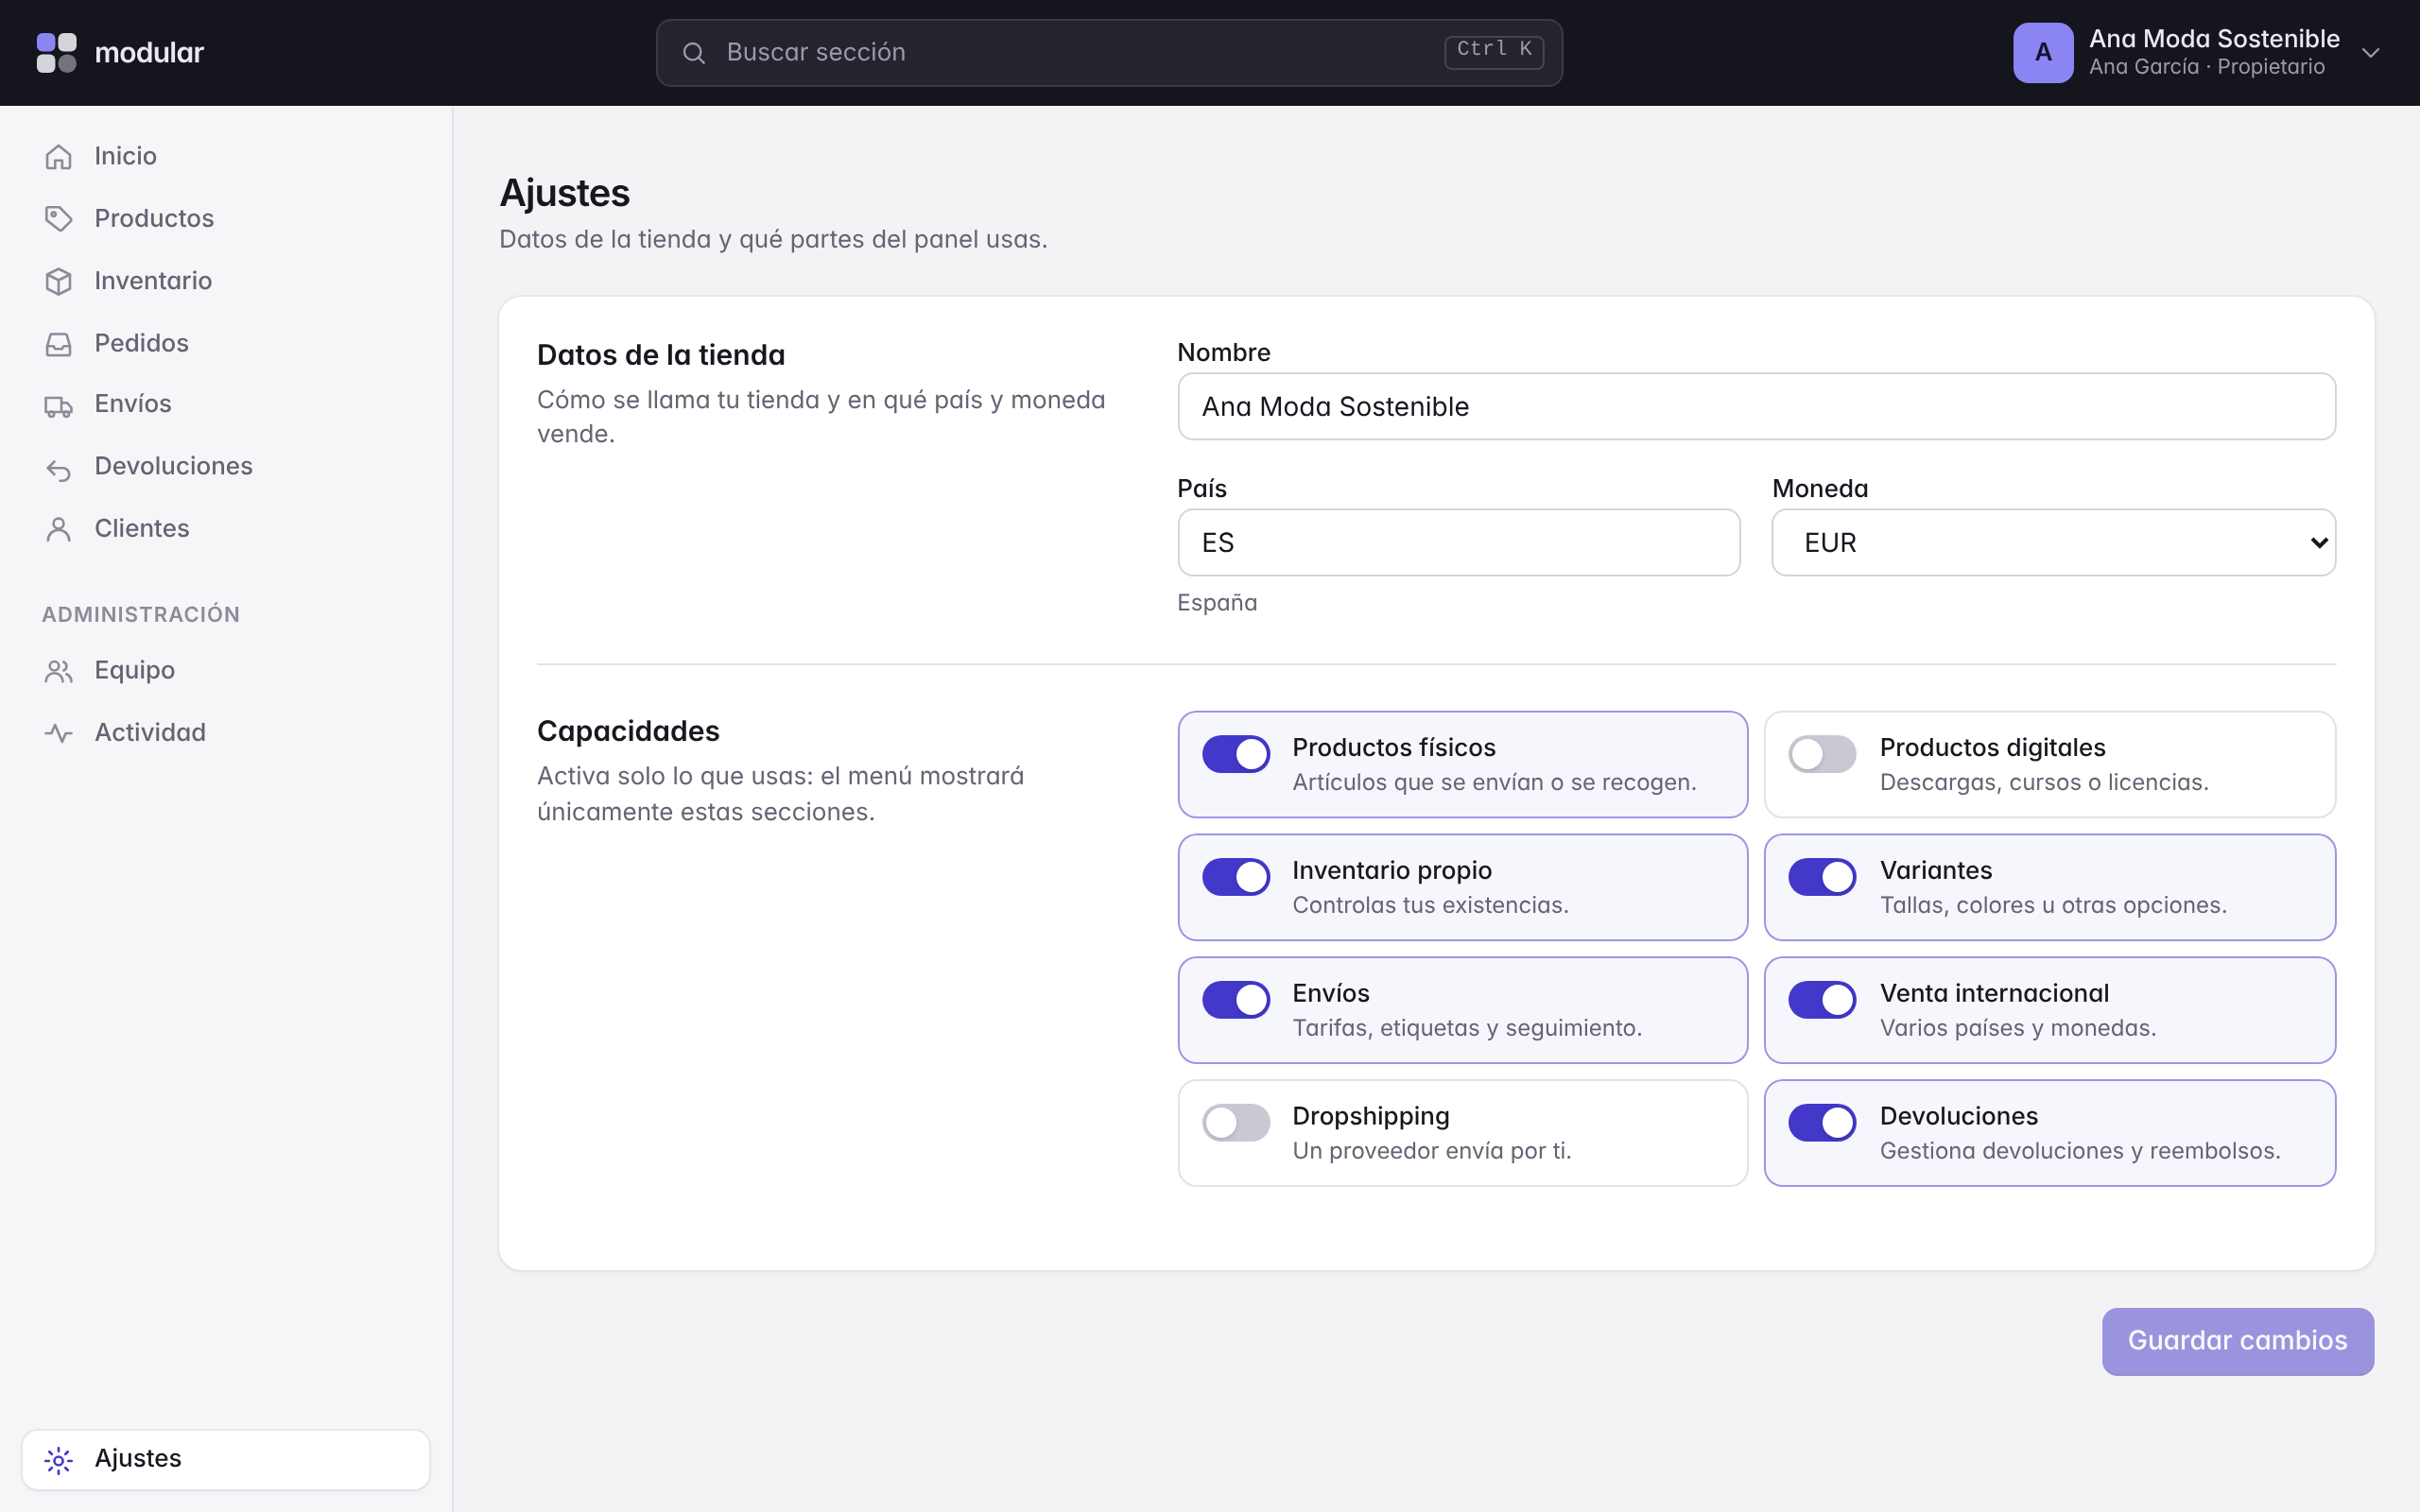 modular
Buscar sección
Ctrl K
A
Ana Moda Sostenible
Ana García · Propietario
Inicio
Productos
Inventario
Pedidos
Envíos
Devoluciones
Clientes
ADMINISTRACIÓN
Equipo
Actividad
Ajustes
Ajustes
Datos de la tienda y qué partes del panel usas.
Datos de la tienda
Cómo se llama tu tienda y en qué país y moneda
vende.
Nombre
Ana Moda Sostenible
País
ES
España
Moneda
EUR
Capacidades
Activa solo lo que usas: el menú mostrará
únicamente estas secciones.
Productos físicos
Artículos que se envían o se recogen.
Productos digitales
Descargas, cursos o licencias.
Inventario propio
Controlas tus existencias.
Variantes
Tallas, colores u otras opciones.
Envíos
Tarifas, etiquetas y seguimiento.
Venta internacional
Varios países y monedas.
Dropshipping
Un proveedor envía por ti.
Devoluciones
Gestiona devoluciones y reembolsos.
Guardar cambios